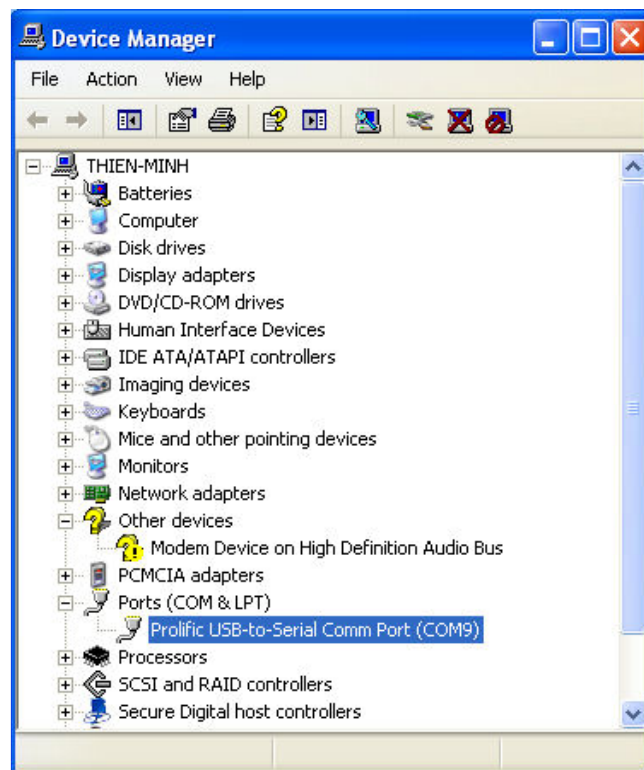 Device Manager
File Action View Help
THIEN-MINH
Batteries
Computer
Disk drives
Display adapters
DVD/CD-ROM drives
Human Interface Devices
IDE ATA/ATAPI controllers
Imaging devices
Keyboards
Mice and other pointing devices
Monitors
Network adapters
Other devices
Modem Device on High Definition Audio Bus
PCMCIA adapters
Ports (COM & LPT)
Prolific USB-to-Serial Comm Port (COM9)
Processors
SCSI and RAID controllers
Secure Digital host controllers